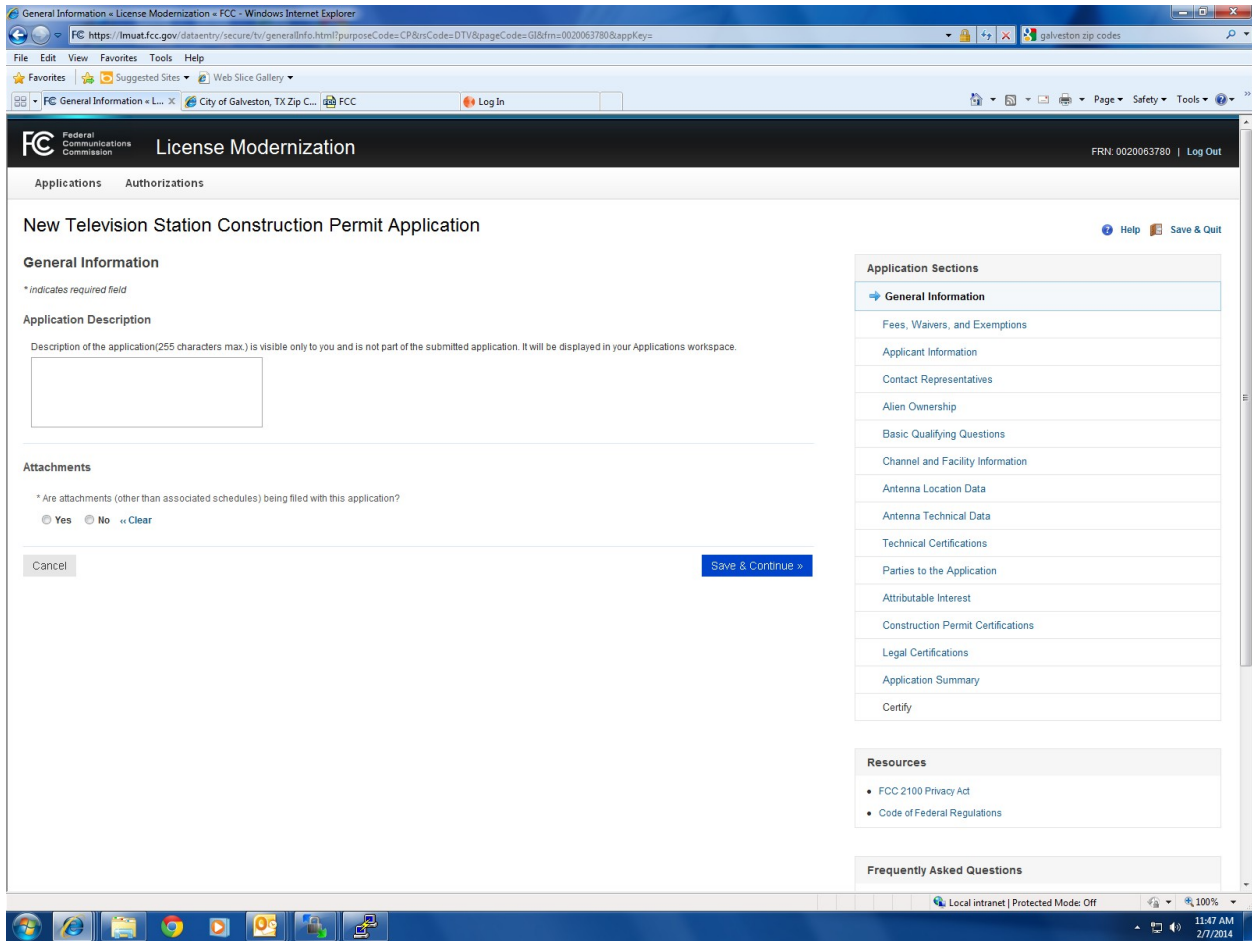 General Information « License Modernization « FCC - Windows Internet Explorer
https://lmuat.fcc.gov/dataentry/secure/tv/generalInfo.html?purposeCode=CP&rsCode=DTV&pageCode=GI&frn=0020063780&appKey=
galveston zip codes
File Edit View Favorites Tools Help
Favorites Suggested Sites Web Slice Gallery
General Information « L... X City of Galveston, TX Zip C... FCC Log In Page Safety Tools
FCC Federal Communications Commission License Modernization
FRN: 0020063780 | Log Out
Applications Authorizations
New Television Station Construction Permit Application
Help Save & Quit
General Information
* indicates required field
Application Description
Description of the application(255 characters max.) is visible only to you and is not part of the submitted application. It will be displayed in your Applications workspace.
Attachments
* Are attachments (other than associated schedules) being filed with this application?
Yes No « Clear
Cancel
Save & Continue »
Application Sections
General Information
Fees, Waivers, and Exemptions
Applicant Information
Contact Representatives
Alien Ownership
Basic Qualifying Questions
Channel and Facility Information
Antenna Location Data
Antenna Technical Data
Technical Certifications
Parties to the Application
Attributable Interest
Construction Permit Certifications
Legal Certifications
Application Summary
Certify
Resources
• FCC 2100 Privacy Act
• Code of Federal Regulations
Frequently Asked Questions
Local intranet | Protected Mode: Off
100%
11:47 AM
2/7/2014